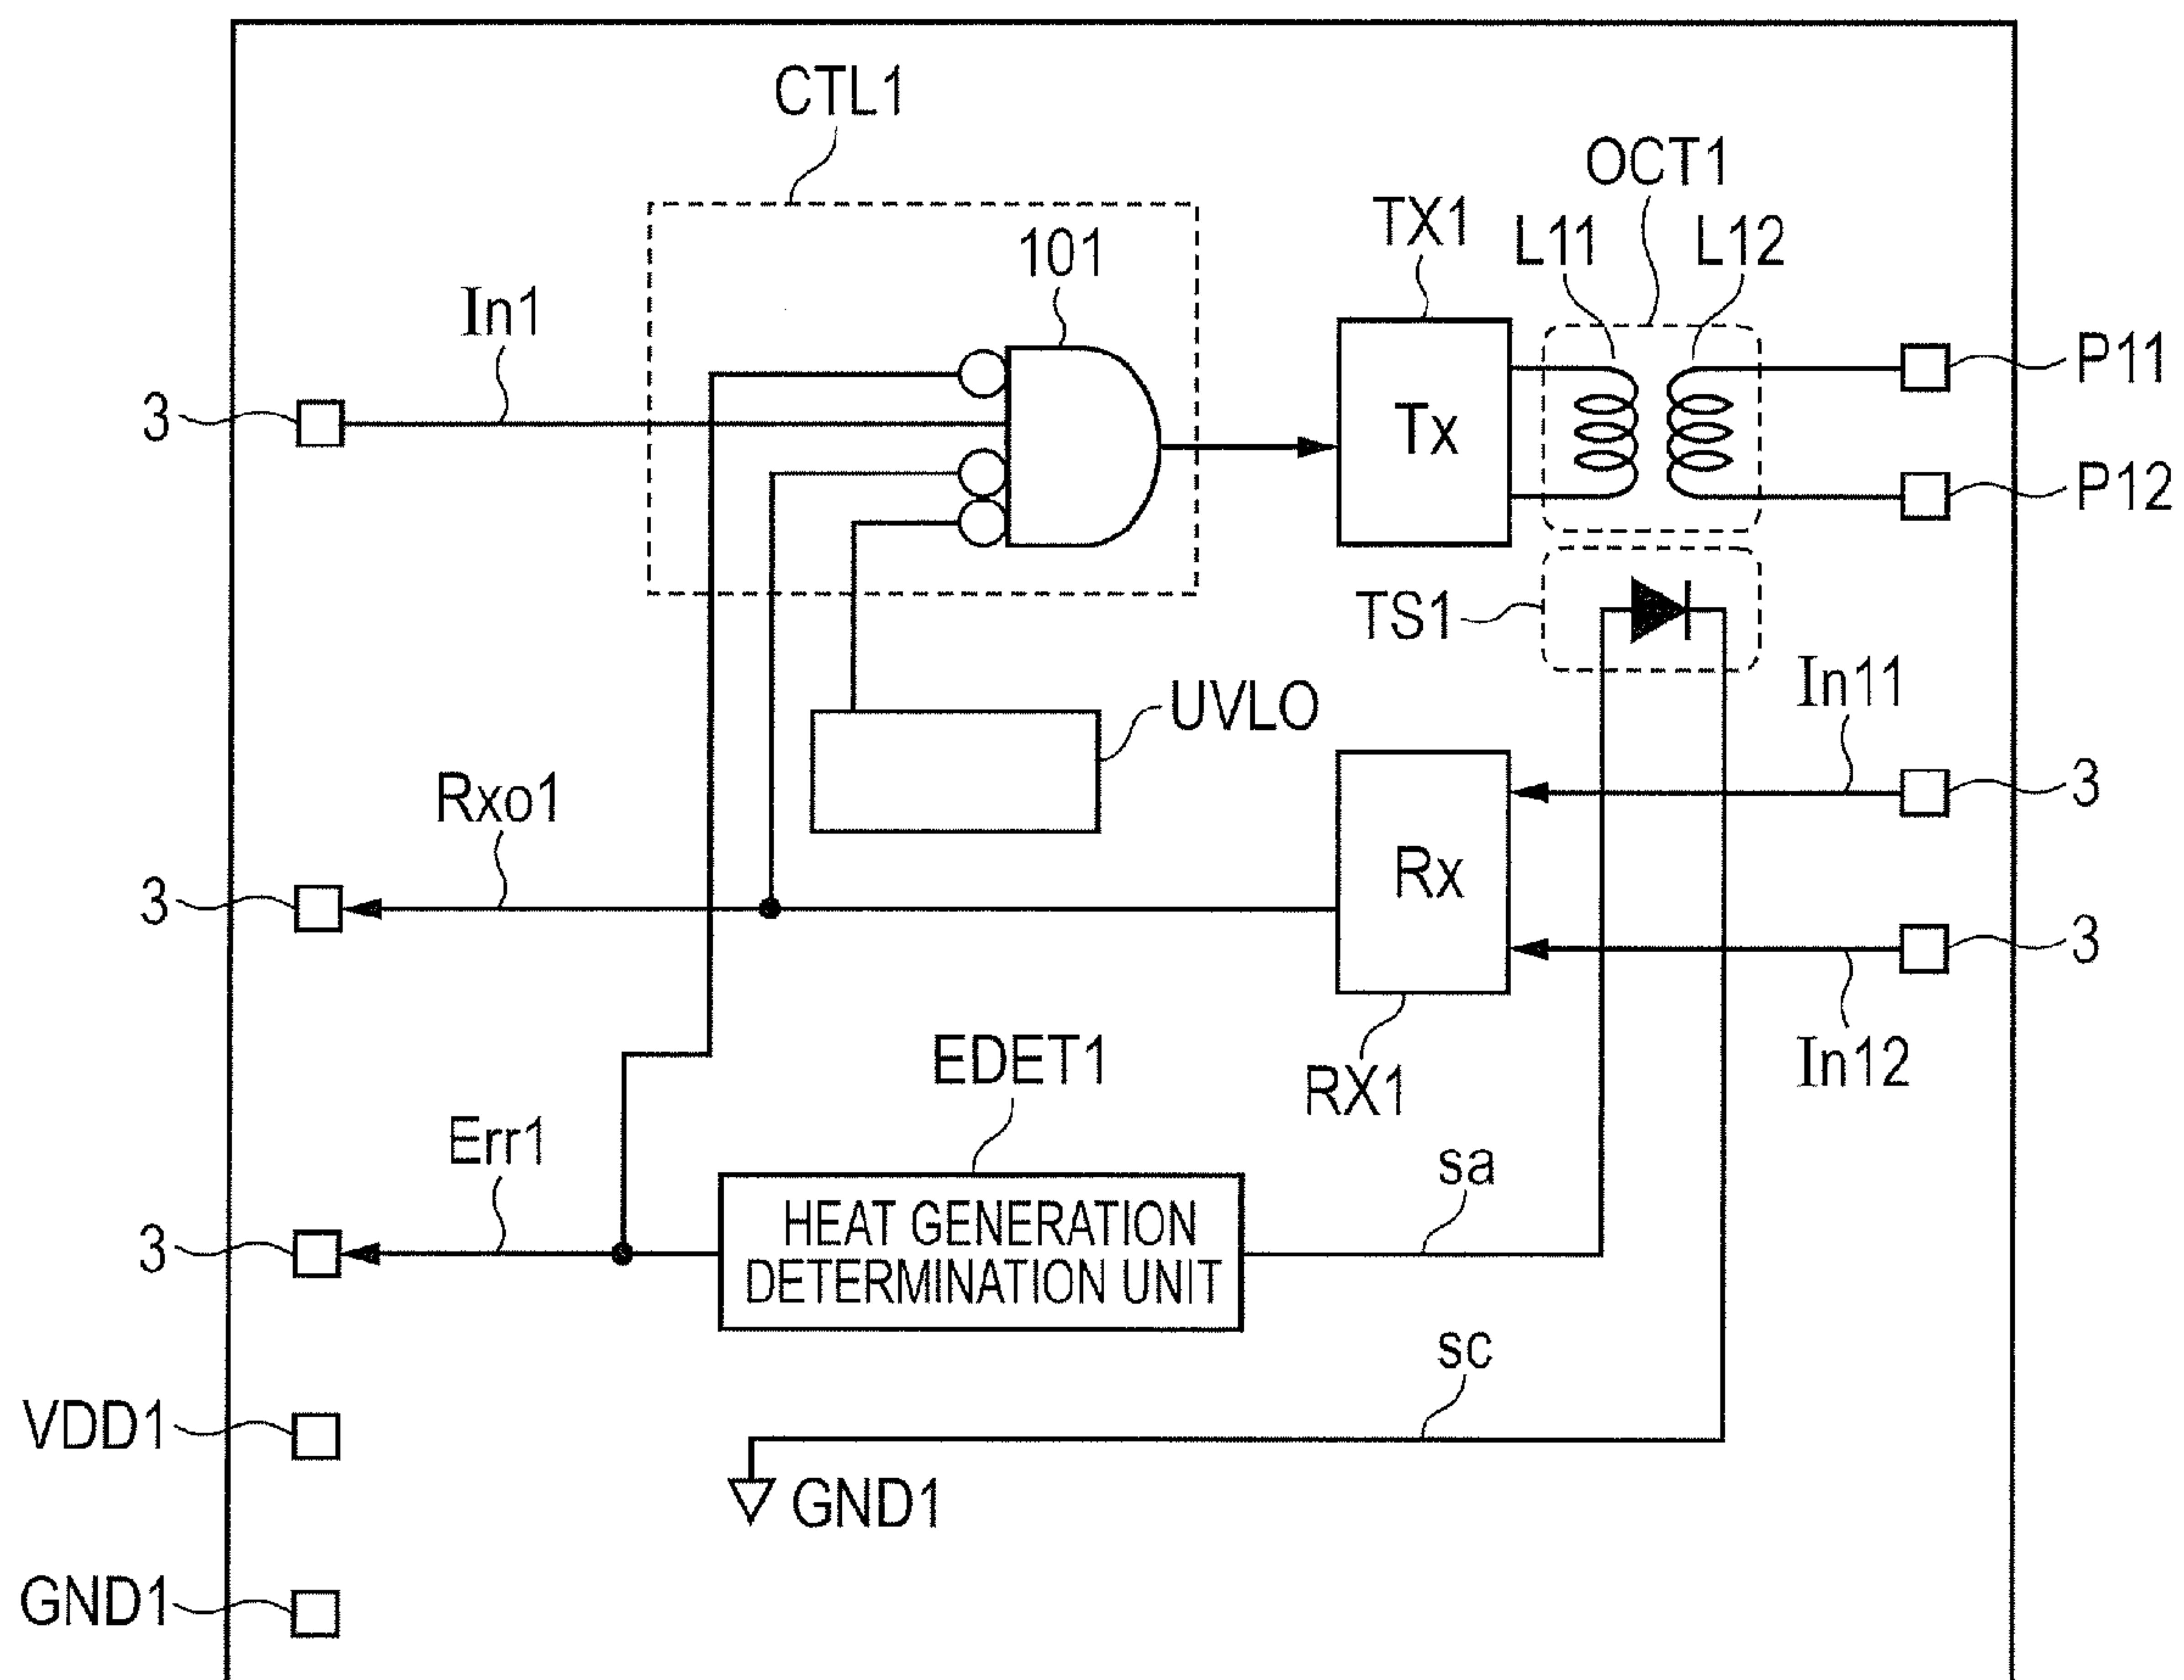 CTL1
OCT1
TX1
L11
L12
101
In1
P11
3
Tx
P12
TS1
In11
UVLO
Rxo1
3
Rx
3
3
EDET1
RX1
In12
Err1
sa
HEAT GENERATION
DETERMINATION UNIT
3
sc
VDD1
GND1
GND1